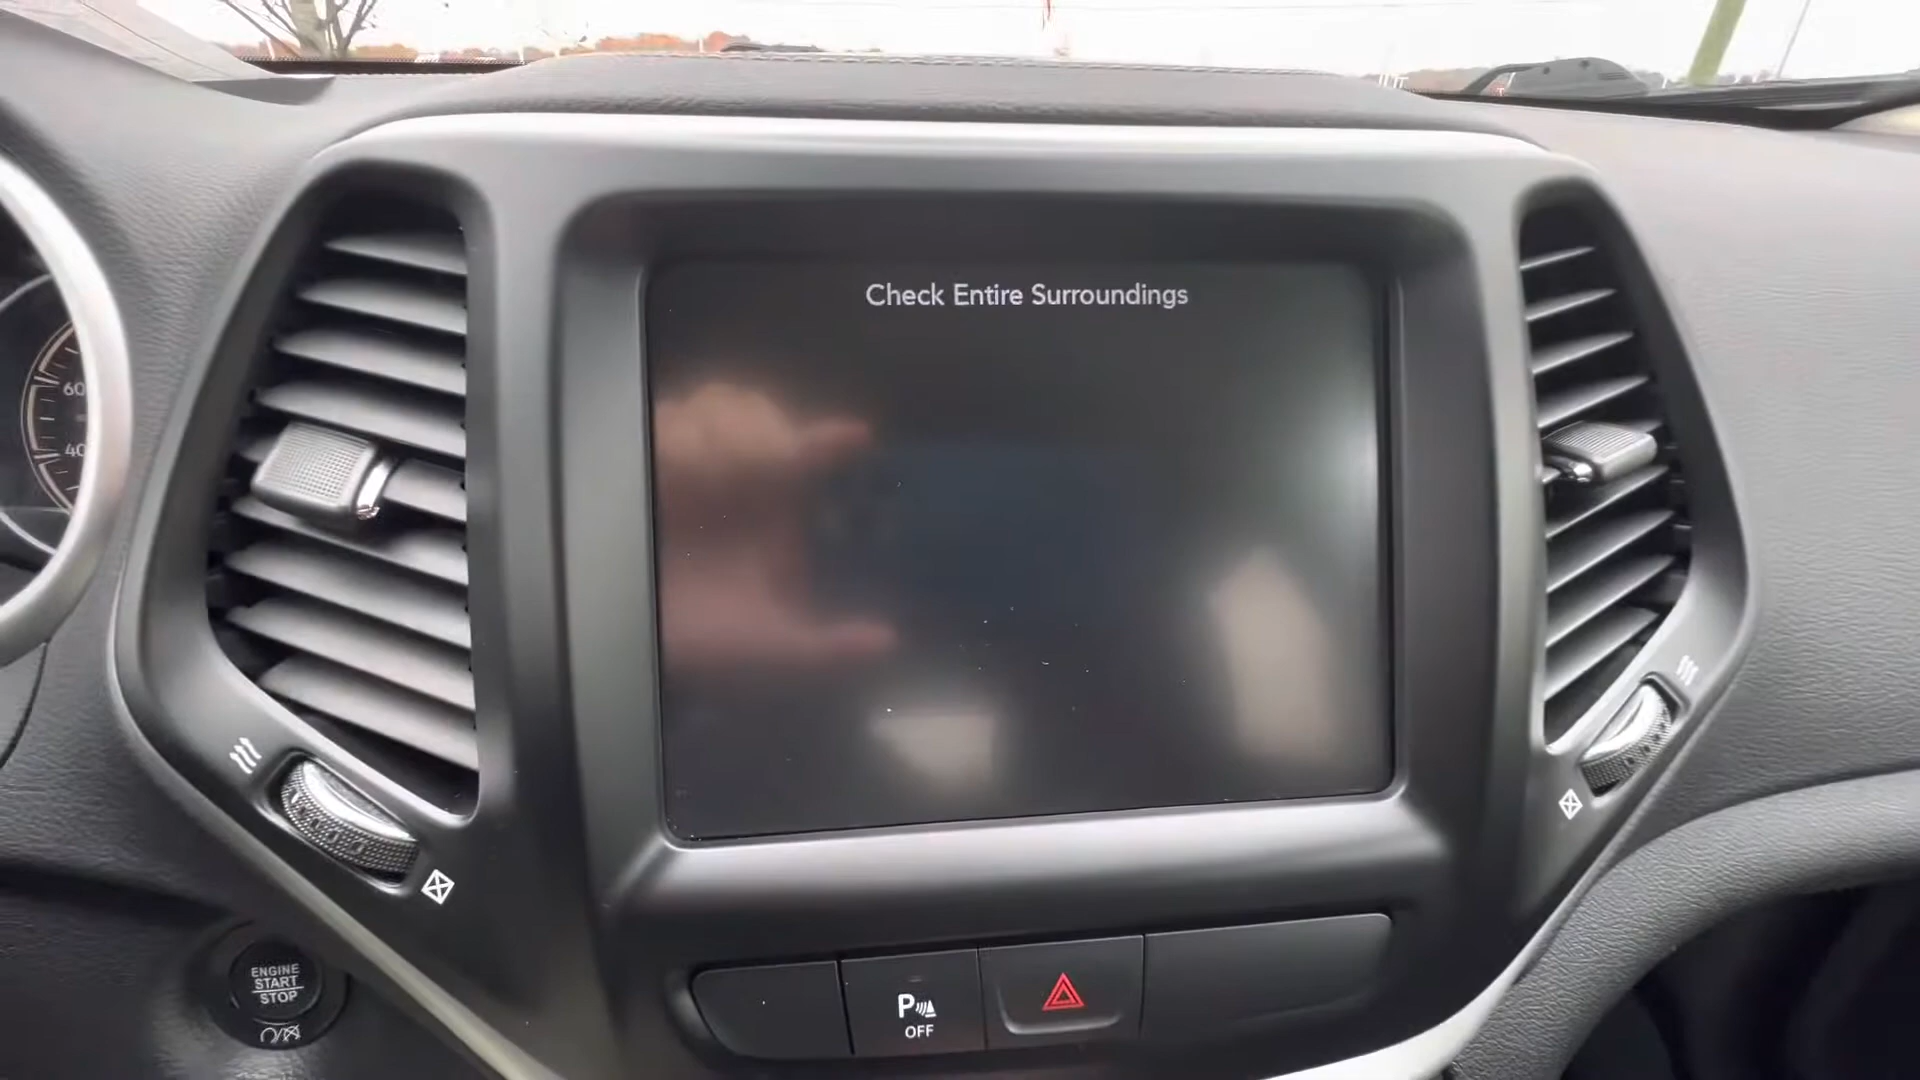 Check Entire Surroundings
60
40
ENGINE
START
STOP
P
OFF